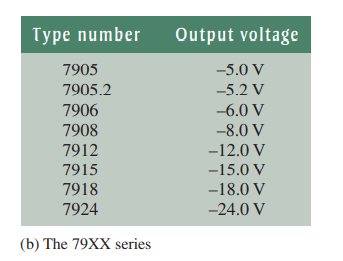 Type number Output voltage
7905 –5.0 V
7905.2 –5.2 V
7906 –6.0 V
7908 –8.0 V
7912 –12.0 V
7915 –15.0 V
7918 –18.0 V
7924 –24.0 V
(b) The 79XX series